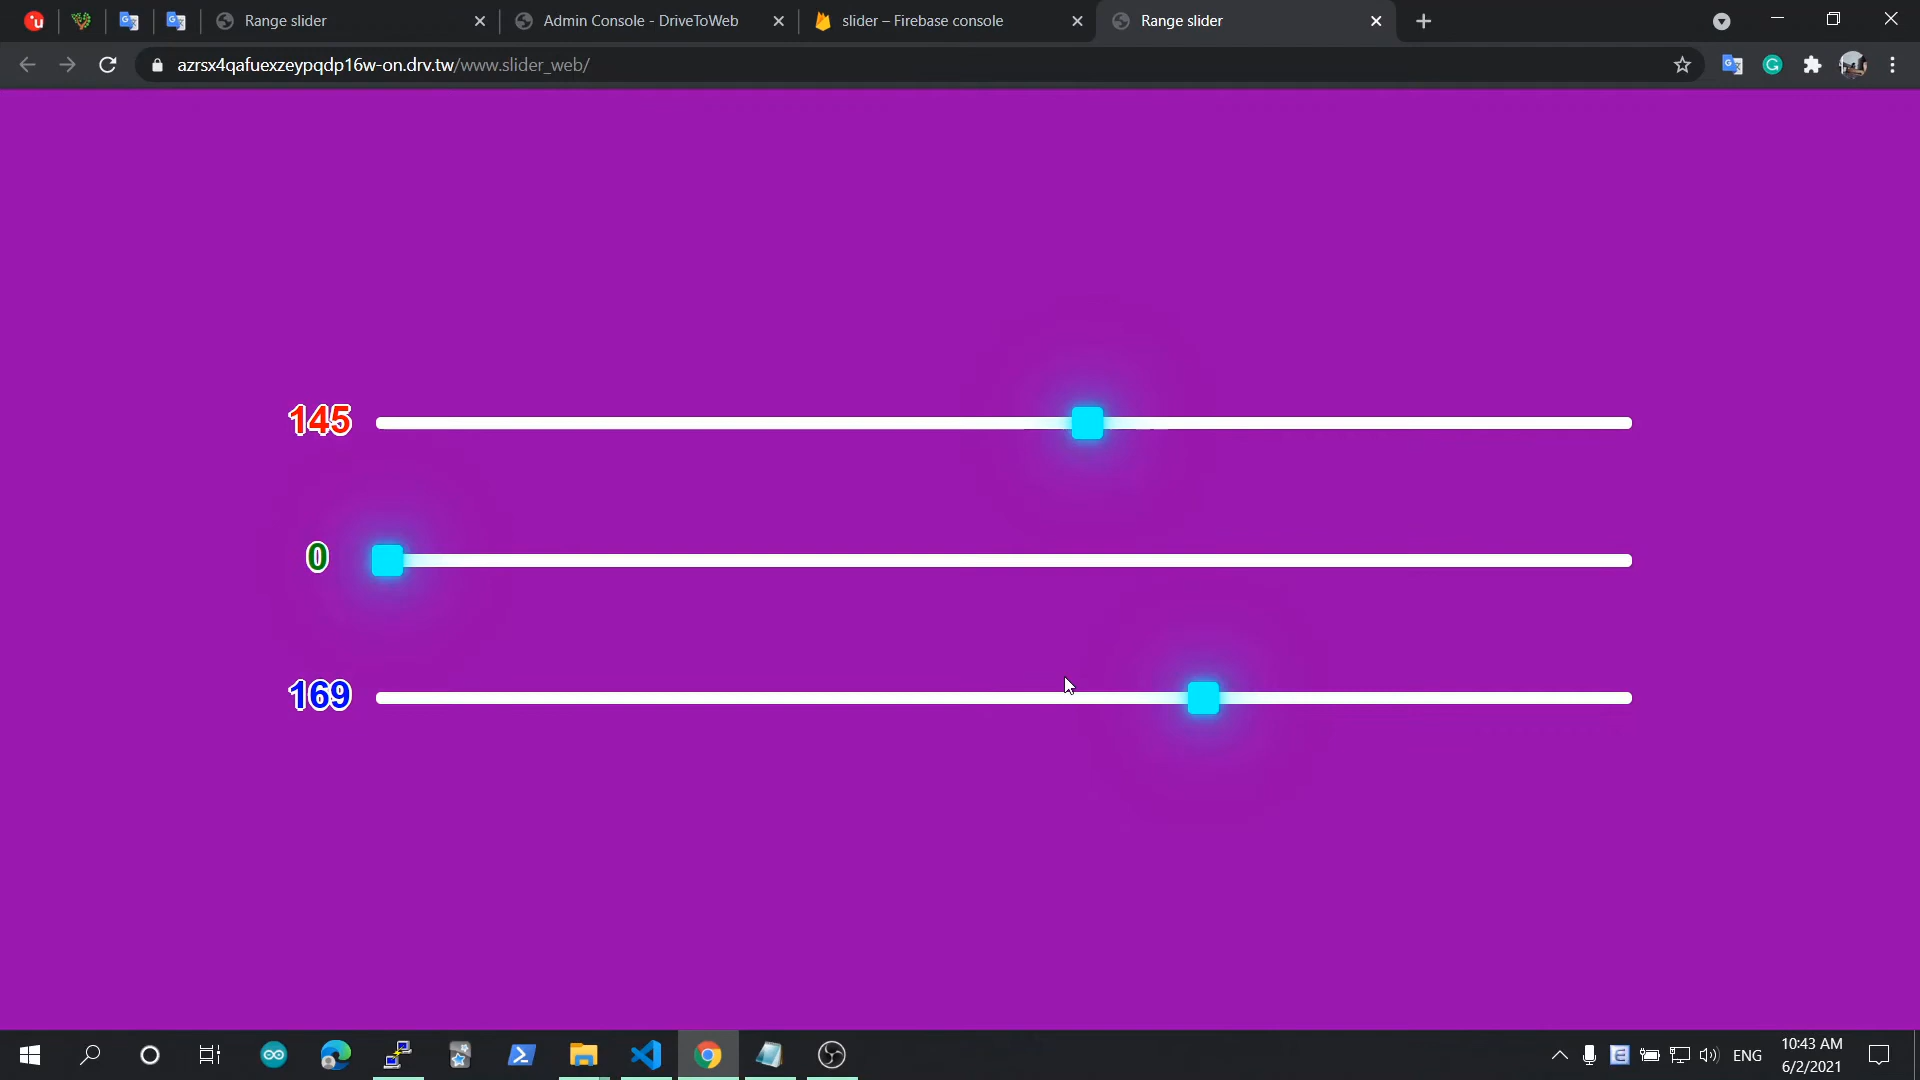 Range slider
Admin Console - DriveToWeb
slider – Firebase console
Range slider
azrsx4qafuexzeypqdp16w-on.drv.tw/www.slider_web/
145
0
169
ENG
10:43 AM
6/2/2021